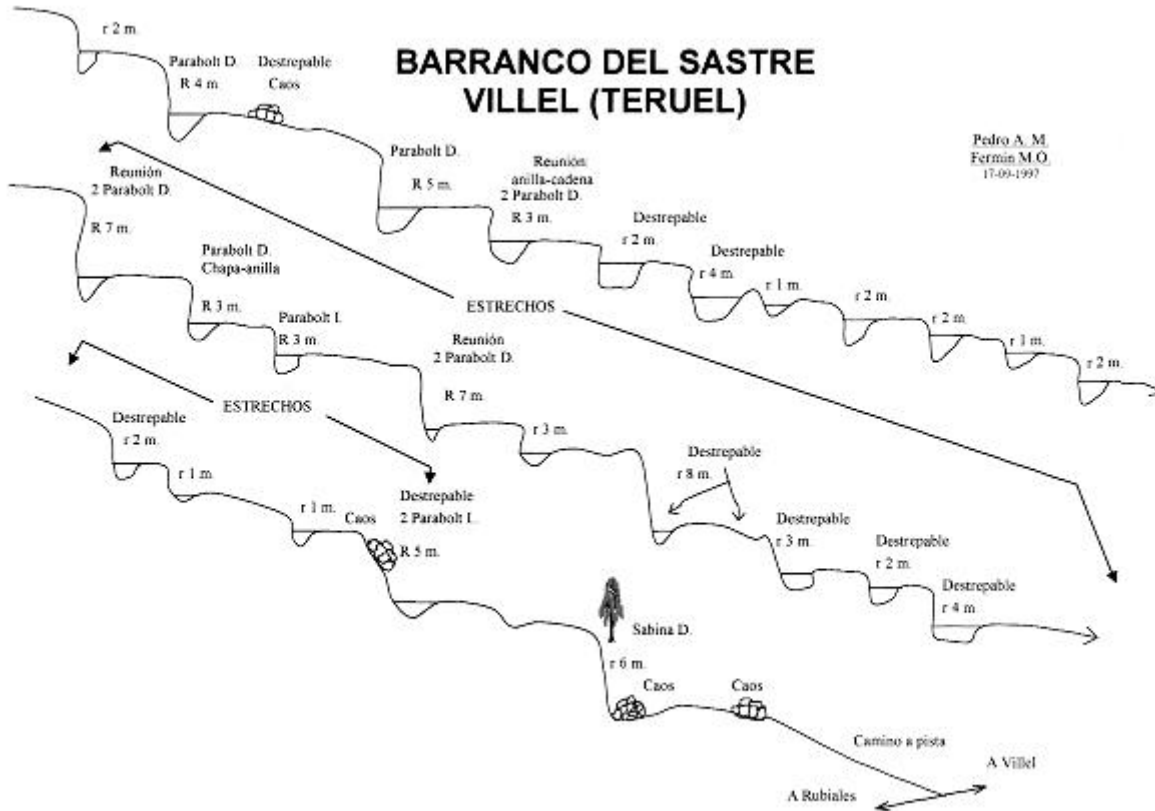 BARRANCO DEL SASTRE
VILLEL (TERUEL)
Pedro A. M.
Fermin M.O.
17-09-1997
r 2 m.
Parabolt D.
R 4 m.
Destrepable
Caos
Parabolt D.
R 5 m.
Reunión
anilla-cadena
2 Parabolt D.
R 3 m.
Destrepable
r 2 m.
Destrepable
r 4 m.
r 1 m.
r 2 m.
r 2 m.
r 1 m.
r 2 m.
ESTRECHOS
Reunión
2 Parabolt D.
R 7 m.
Parabolt D.
Chapa-anilla
R 3 m.
Parabolt I.
R 3 m.
Reunión
2 Parabolt D.
R 7 m.
r 3 m.
Destrepable
r 8 m.
Destrepable
r 3 m.
Destrepable
r 2 m.
Destrepable
r 4 m.
ESTRECHOS
Destrepable
r 2 m.
r 1 m.
r 1 m.
Caos
Destrepable
2 Parabolt I.
R 5 m.
Sabina D.
r 6 m.
Caos
Caos
Camino a pista
A Villel
A Rubiales